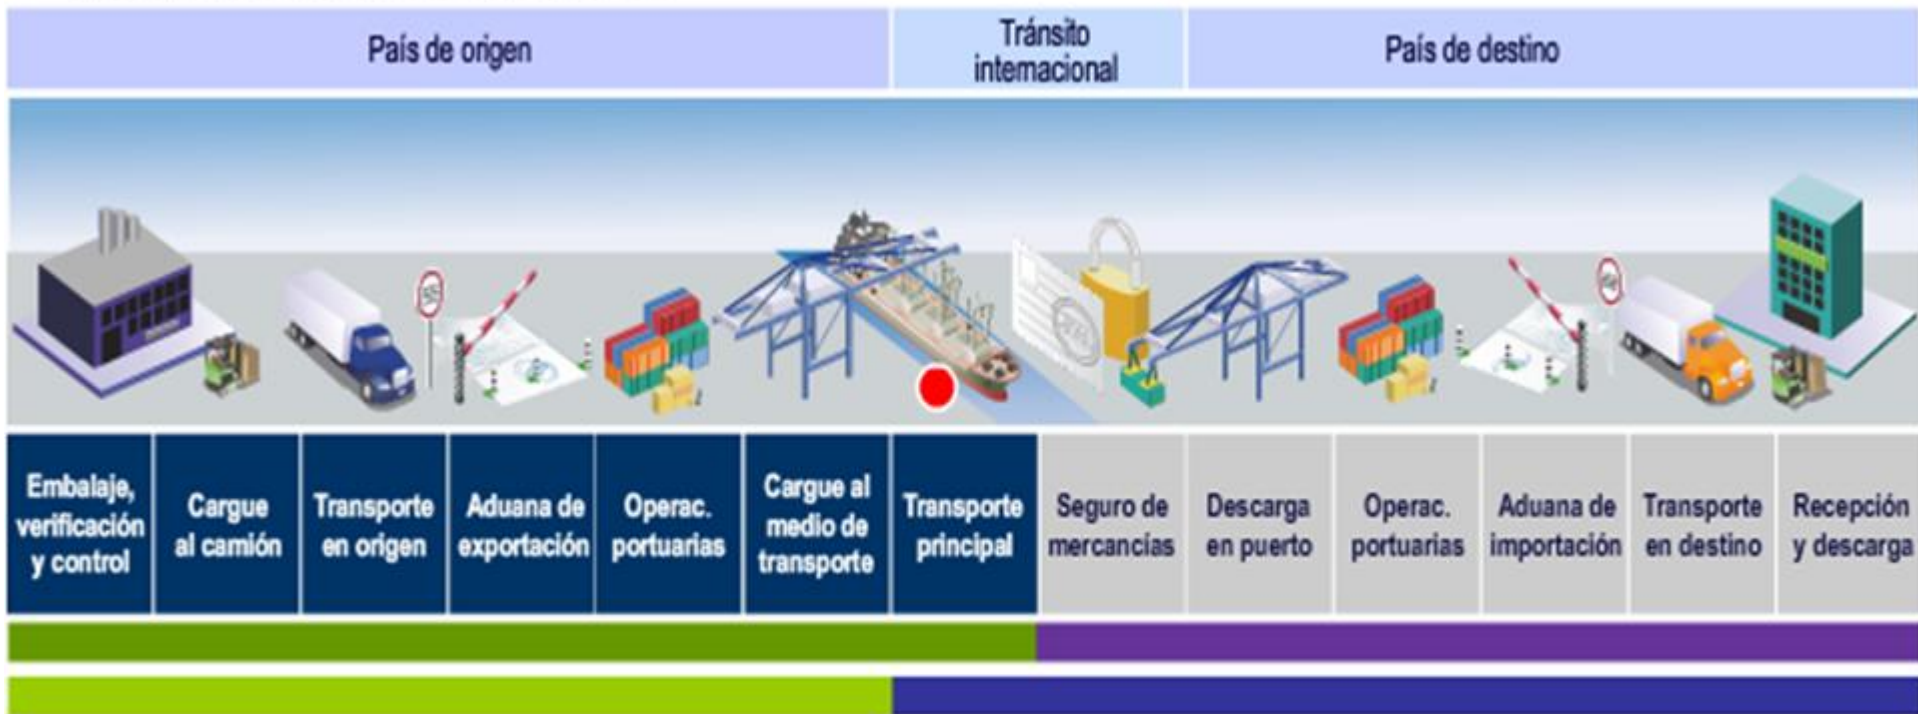 País de origen
Tránsito
internacional
País de destino
Embalaje,
verificación
y control
Cargue
al camión
Transporte
en origen
Aduana de
exportación
Operac.
portuarias
Cargue al
medio de
transporte
Transporte
principal
Seguro de
mercancías
Descarga
en puerto
Operac.
portuarias
Aduana de
importación
Transporte
en destino
Recepción
y descarga